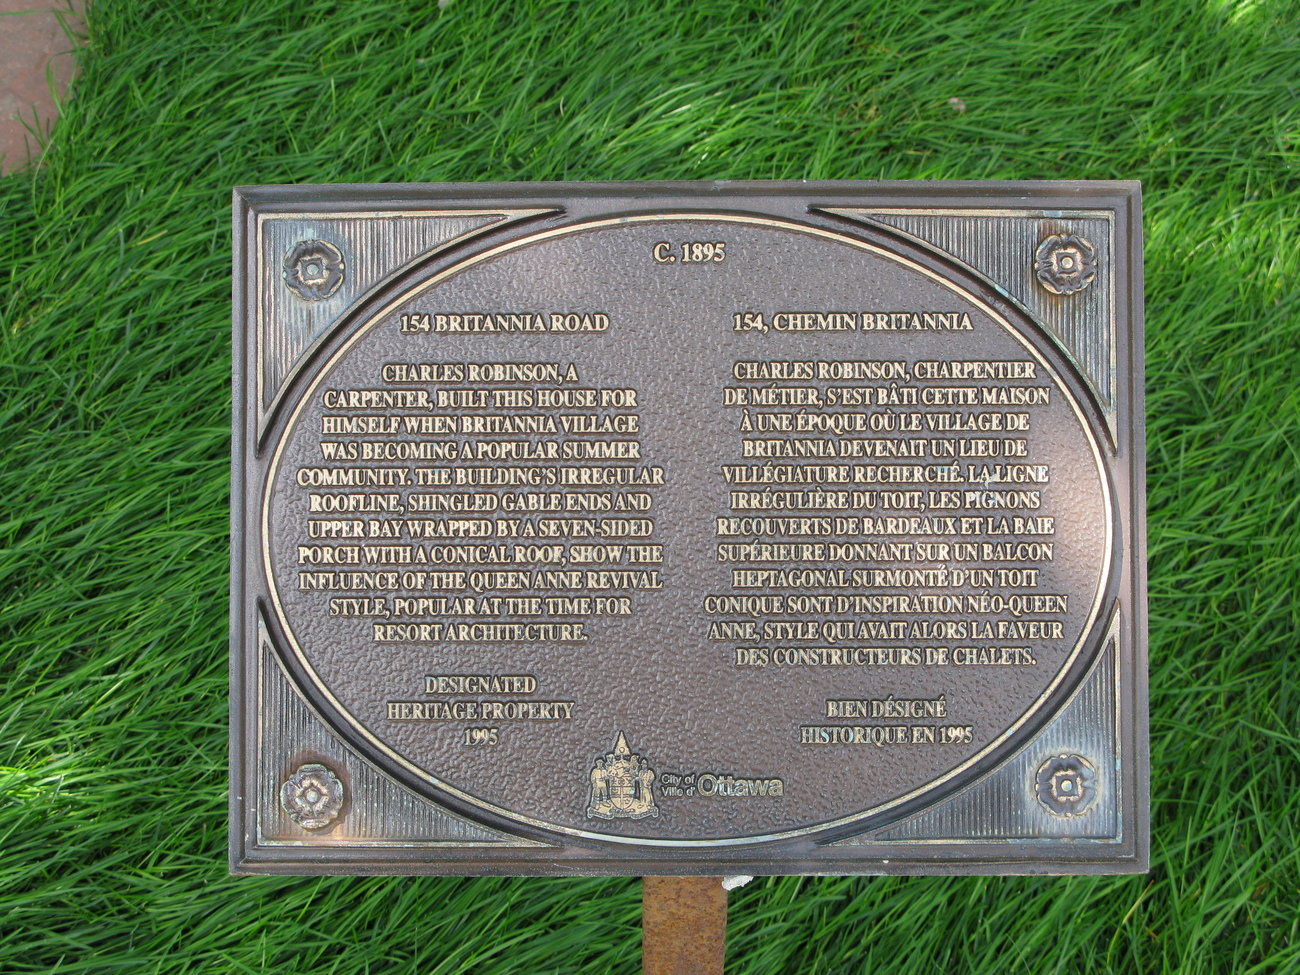 C. 1895
154 BRITANNIA ROAD
CHARLES ROBINSON, A
CARPENTER, BUILT THIS HOUSE FOR
HIMSELF WHEN BRITANNIA VILLAGE
WAS BECOMING A POPULAR SUMMER
COMMUNITY. THE BUILDING'S IRREGULAR
ROOFLINE, SHINGLED GABLE ENDS AND
UPPER BAY WRAPPED BY A SEVEN-SIDED
PORCH WITH A CONICAL ROOF, SHOW THE
INFLUENCE OF THE QUEEN ANNE REVIVAL
STYLE, POPULAR AT THE TIME FOR
RESORT ARCHITECTURE.
DESIGNATED
HERITAGE PROPERTY
1995
154, CHEMIN BRITANNIA
CHARLES ROBINSON, CHARPENTIER
DE MÉTIER, S'EST BÂTI CETTE MAISON
À UNE ÉPOQUE OÙ LE VILLAGE DE
BRITANNIA DEVENAIT UN LIEU DE
VILLÉGIATURE RECHERCHÉ. LA LIGNE
IRRÉGULIÈRE DU TOIT, LES PIGNONS
RECOUVERTS DE BARDEAUX ET LA BAIE
SUPÉRIEURE DONNANT SUR UN BALCON
HEPTAGONAL SURMONTÉ D'UN TOIT
CONIQUE SONT D'INSPIRATION NÉO-QUEEN
ANNE, STYLE QUI AVAIT ALORS LA FAVEUR
DES CONSTRUCTEURS DE CHALETS.
BIEN DÉSIGNÉ
HISTORIQUE EN 1995
City of
Ville d'
Ottawa